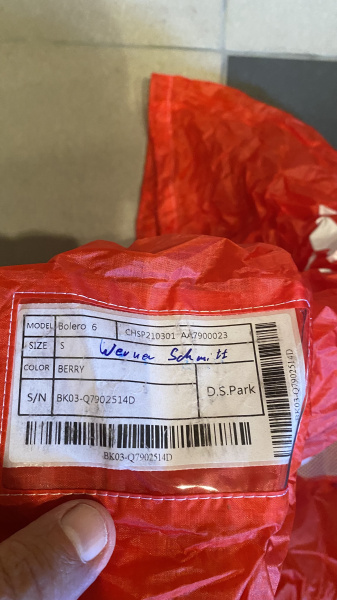 MODEL Bolero 6 CHSP210301 AA7900023
SIZE S Werner Schmitt
COLOR BERRY
S/N BK03-Q7902514D D.S.Park
BK03-Q7902514D
BK03-Q7902514D